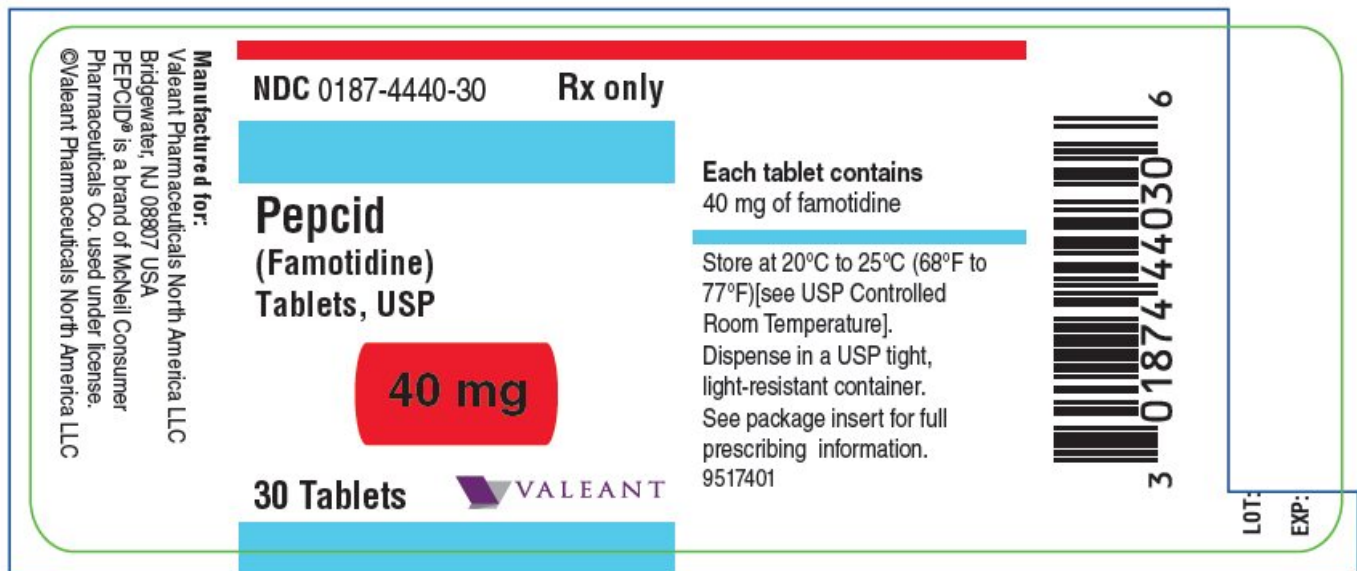 Manufactured for:
Valeant Pharmaceuticals North America LLC
Bridgewater, NJ 08807 USA
PEPCID® is a brand of McNeil Consumer
Pharmaceuticals Co. used under license.
©Valeant Pharmaceuticals North America LLC
NDC 0187-4440-30 Rx only
Pepcid
(Famotidine)
Tablets, USP
40 mg
30 Tablets
VALEANT
Each tablet contains
40 mg of famotidine
Store at 20°C to 25°C (68°F to
77°F)[see USP Controlled
Room Temperature].
Dispense in a USP tight,
light-resistant container.
See package insert for full
prescribing information.
9517401
3 01874 44030 6
LOT:
EXP: